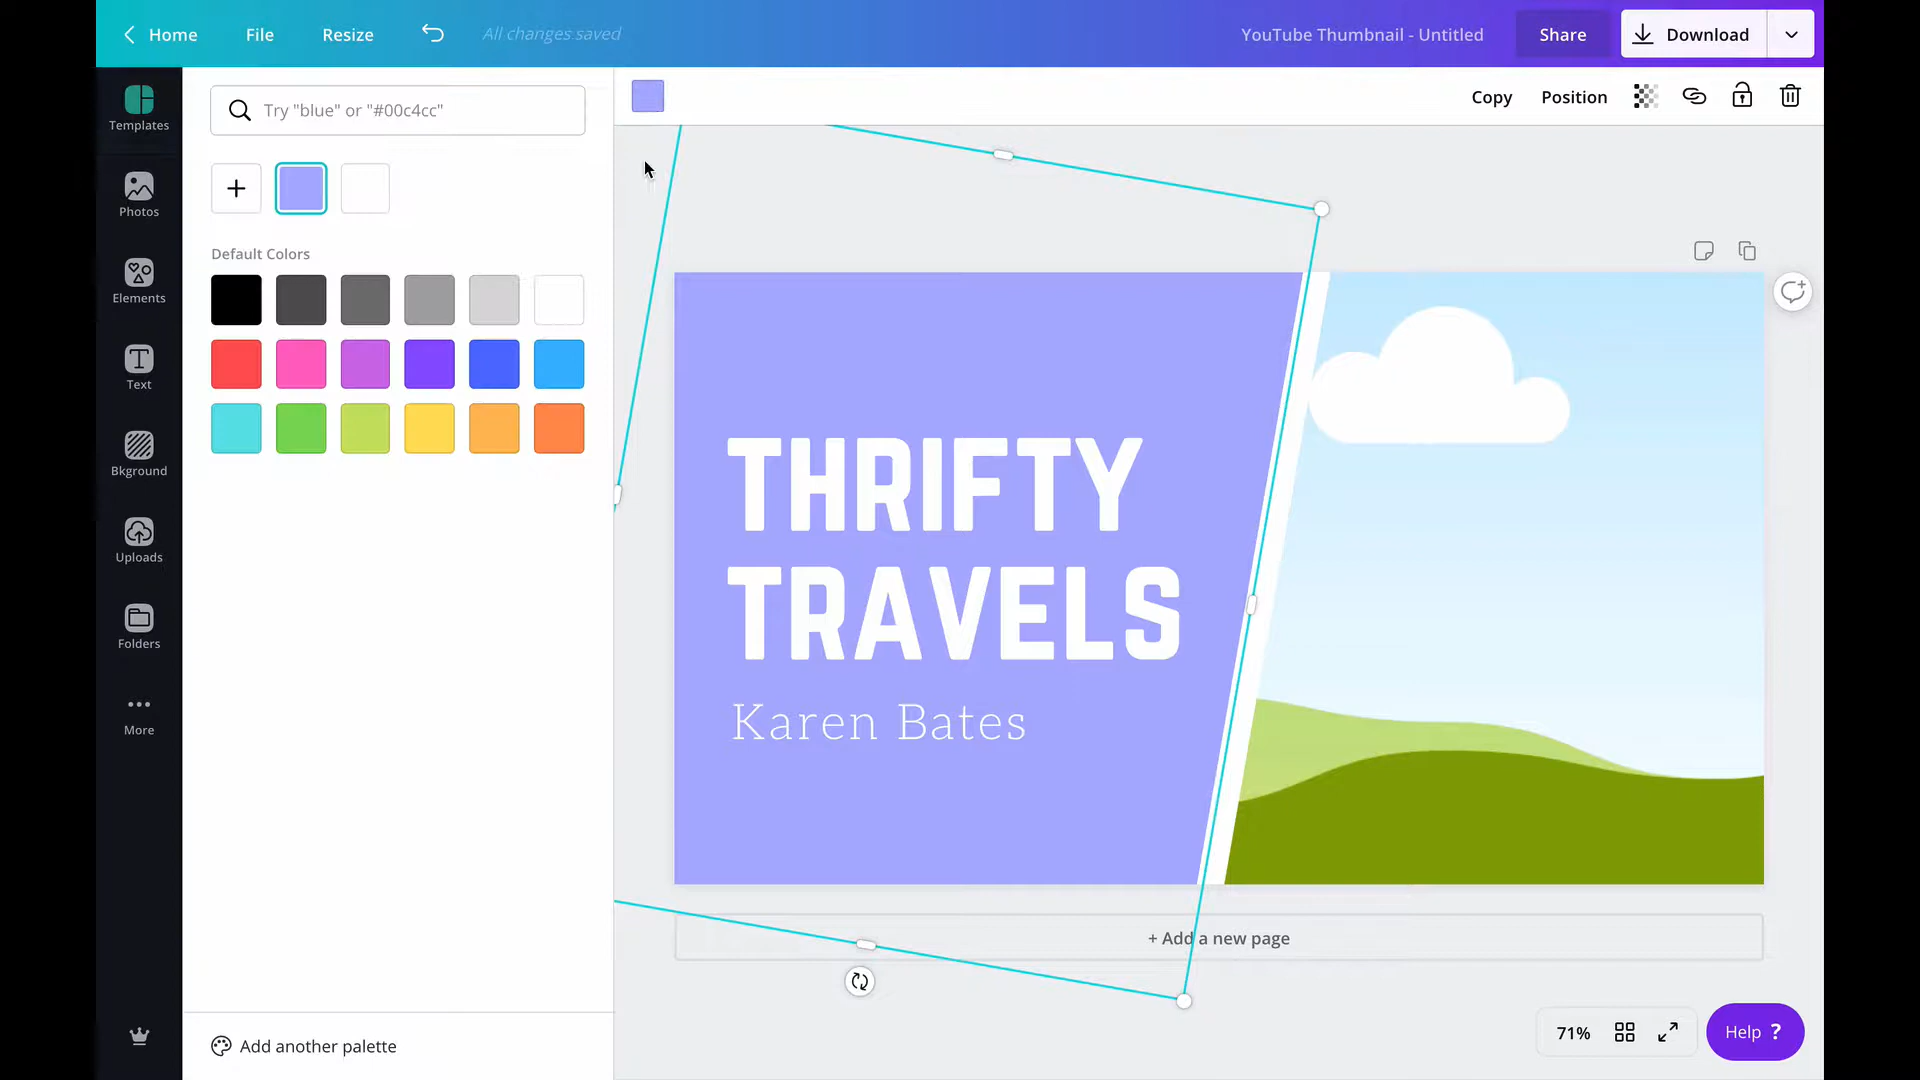 Home File Resize All changes saved YouTube Thumbnail - Untitled Share Download
Templates
Photos
Elements
Text
Bkground
Uploads
Folders
More
Try "blue" or "#00c4cc"
Default Colors
Add another palette
Copy Position
THRIFTY
TRAVELS
Karen Bates
+ Add a new page
71% Help ?